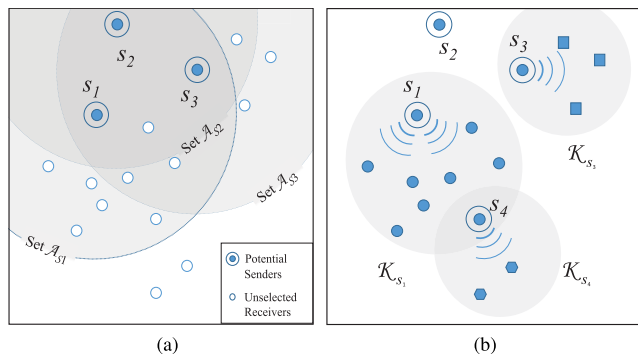 s₂
s₃
s₁
Set 𝒜ₛ₂
Set 𝒜ₛ₃
Set 𝒜ₛ₁
Potential
Senders
Unselected
Receivers
(a)
s₂
s₃
s₁
𝒦ₛ₃
s₄
𝒦ₛ₁
𝒦ₛ₄
(b)